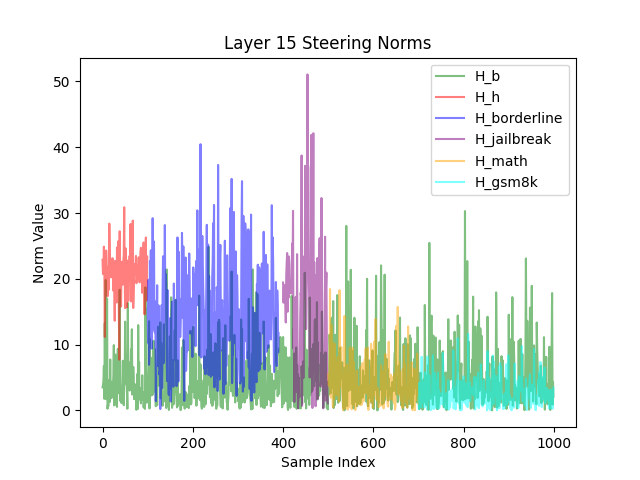 Layer 15 Steering Norms
50
40
30
20
10
0
Norm Value
H_b
H_h
H_borderline
H_jailbreak
H_math
H_gsm8k
0
200
400
600
800
1000
Sample Index